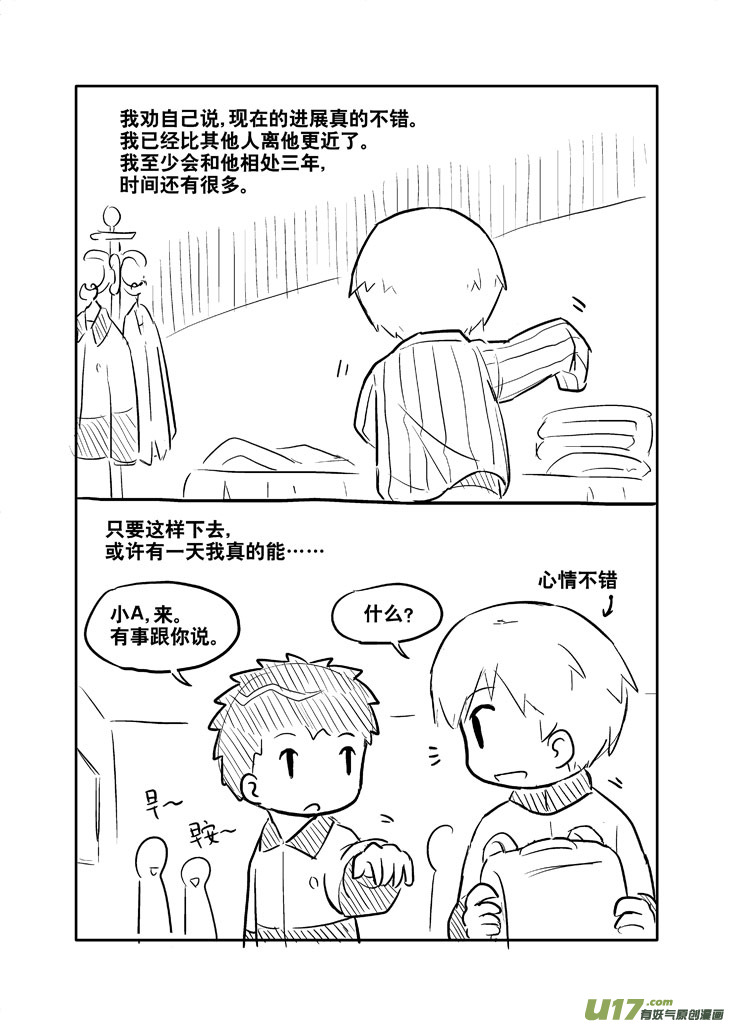 我劝自己说,现在的进展真的不错。
我已经比其他人离他更近了。
我至少会和他相处三年,
时间还有很多。
只要这样下去,
或许有一天我真的能……
心情不错
小A,来。
有事跟你说。
什么?
早~
早安~
U17.com
有妖气原创漫画